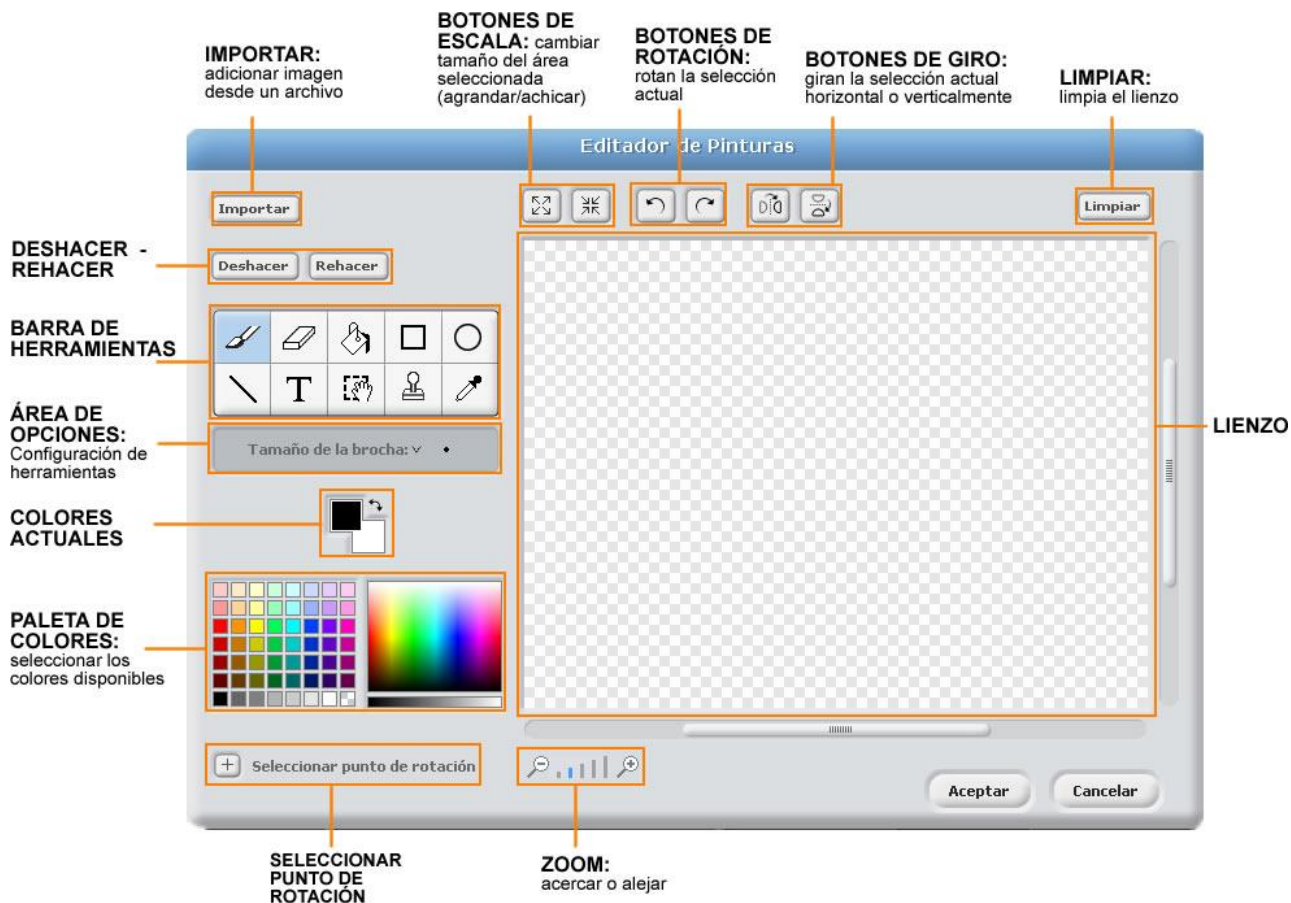 BOTONES DE
ESCALA: cambiar
tamaño del área
seleccionada
(agrandar/achicar)
BOTONES DE
ROTACIÓN:
rotan la selección
actual
IMPORTAR:
adicionar imagen
desde un archivo
BOTONES DE GIRO:
giran la selección actual
horizontal o verticalmente
LIMPIAR:
limpia el lienzo
Editador de Pinturas
Importar
Limpiar
DESHACER -
REHACER
Deshacer
Rehacer
BARRA DE
HERRAMIENTAS
T
ÁREA DE
OPCIONES:
Configuración de
herramientas
Tamaño de la brocha:
LIENZO
COLORES
ACTUALES
PALETA DE
COLORES:
seleccionar los
colores disponibles
Seleccionar punto de rotación
Aceptar
Cancelar
SELECCIONAR
PUNTO DE
ROTACIÓN
ZOOM:
acercar o alejar